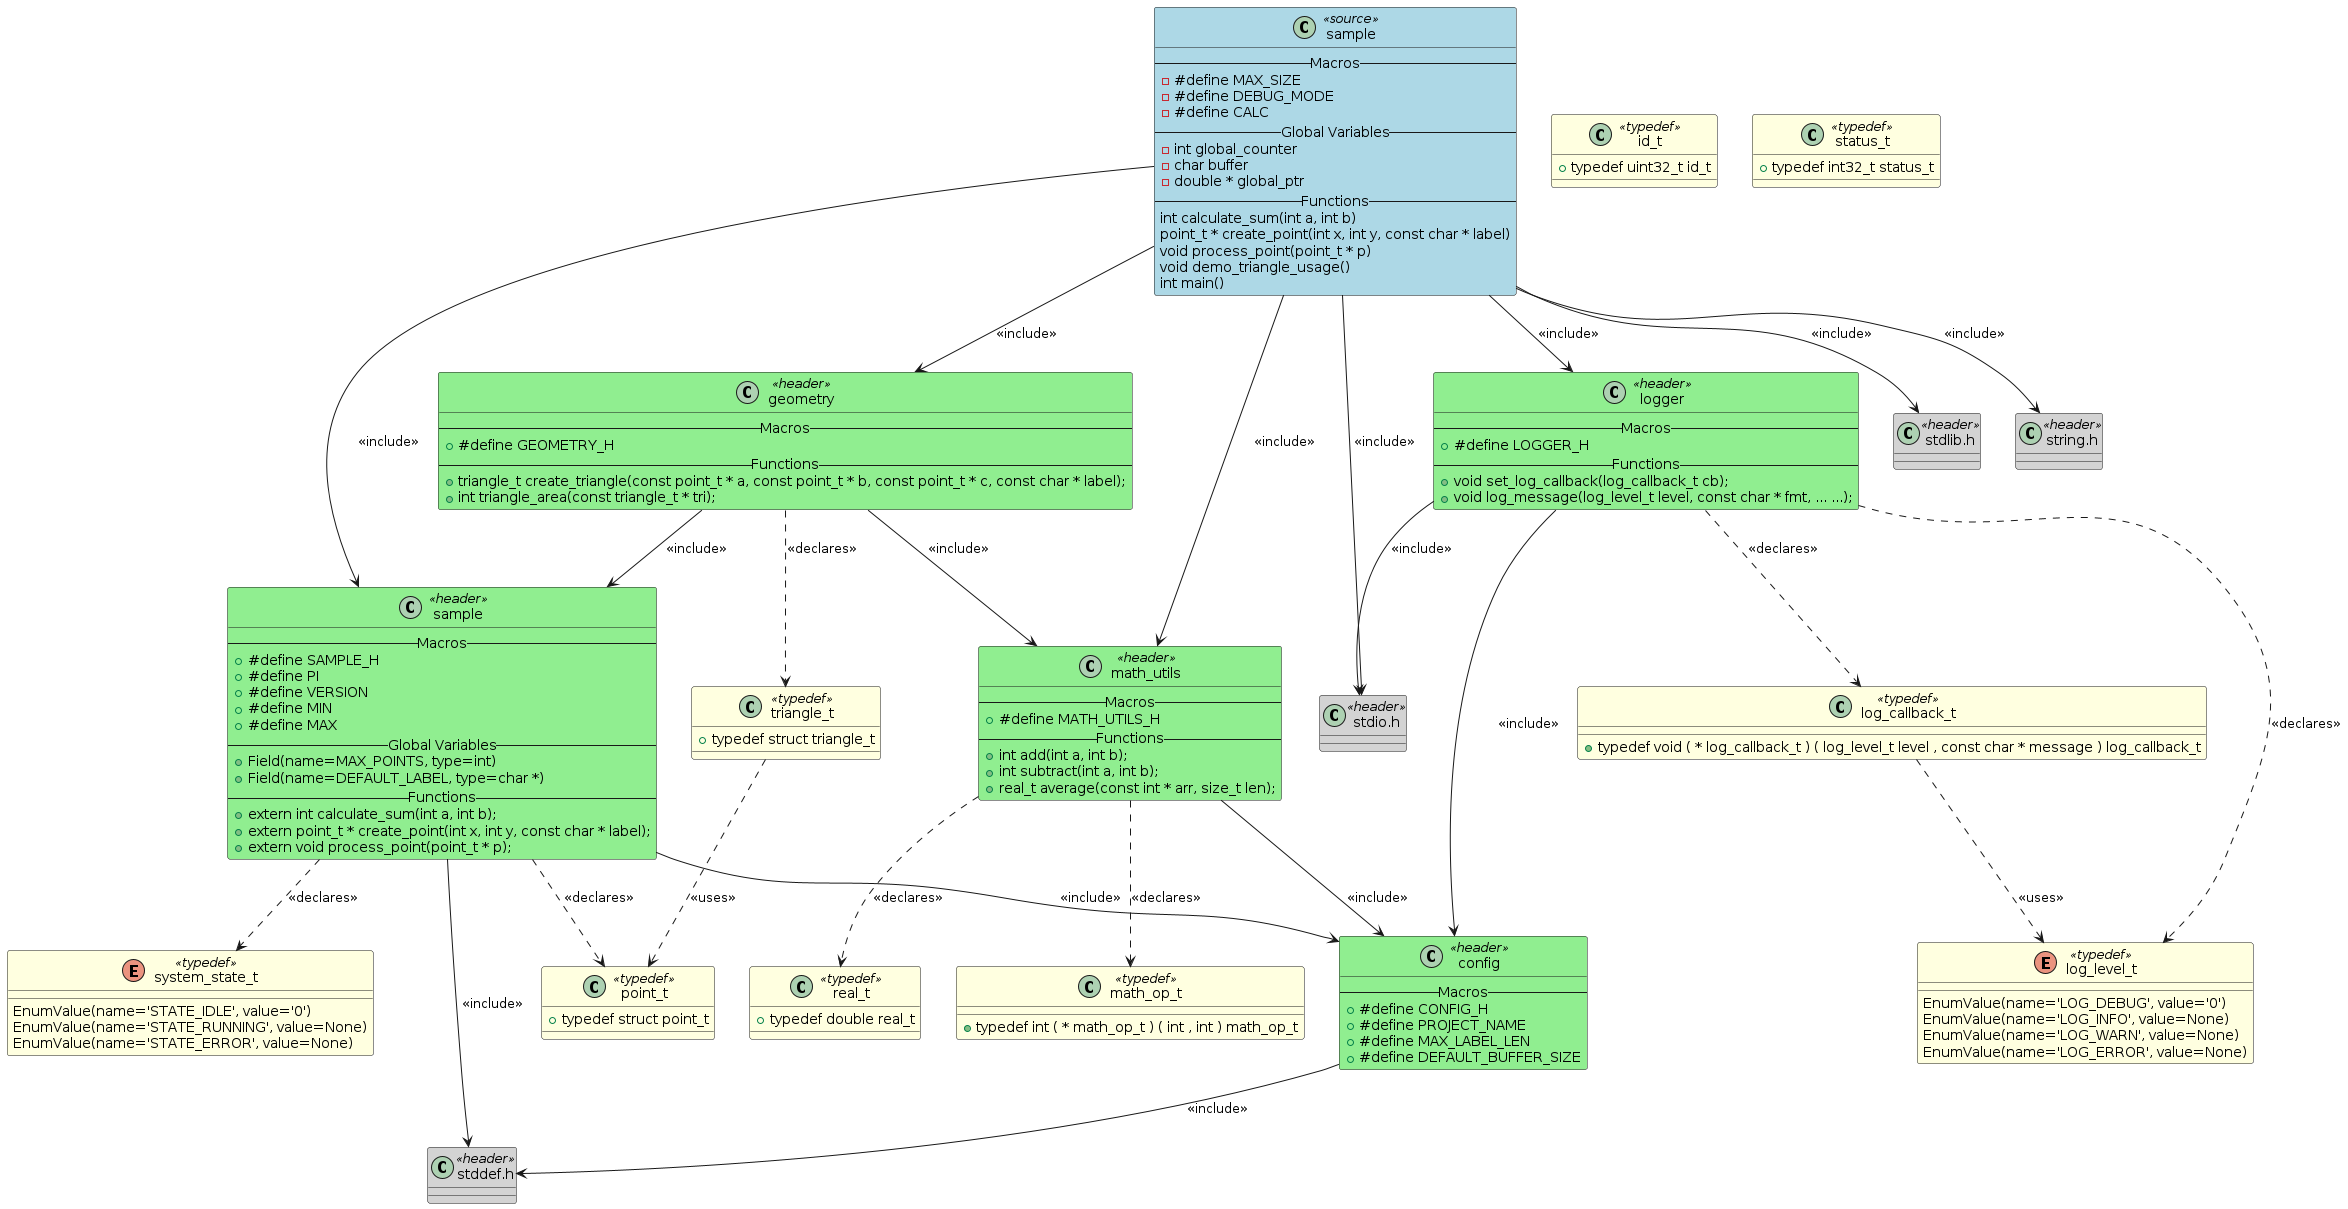 «source»
C sample
Macros
#define MAX_SIZE
#define DEBUG_MODE
#define CALC
Global Variables
int global_counter
char buffer
double * global_ptr
Functions
int calculate_sum(int a, int b)
point_t * create_point(int x, int y, const char * label)
void process_point(point_t * p)
void demo_triangle_usage()
int main()
«typedef»
C id_t
typedef uint32_t id_t
«typedef»
C status_t
typedef int32_t status_t
«include»
«include»
«include»
«include»
«header»
C geometry
Macros
#define GEOMETRY_H
Functions
triangle_t create_triangle(const point_t * a, const point_t * b, const point_t * c, const char * label);
int triangle_area(const triangle_t * tri);
«header»
C logger
Macros
#define LOGGER_H
Functions
void set_log_callback(log_callback_t cb);
void log_message(log_level_t level, const char * fmt, ... ...);
«header»
C stdlib.h
«header»
C string.h
«include»
«include»
«include»
«include»
«declares»
«include»
«include»
«declares»
«header»
C sample
Macros
#define SAMPLE_H
#define PI
#define VERSION
#define MIN
#define MAX
Global Variables
Field(name=MAX_POINTS, type=int)
Field(name=DEFAULT_LABEL, type=char *)
Functions
extern int calculate_sum(int a, int b);
extern point_t * create_point(int x, int y, const char * label);
extern void process_point(point_t * p);
«typedef»
C triangle_t
typedef struct triangle_t
«header»
C math_utils
Macros
#define MATH_UTILS_H
Functions
int add(int a, int b);
int subtract(int a, int b);
real_t average(const int * arr, size_t len);
«header»
C stdio.h
«include»
«typedef»
C log_callback_t
typedef void ( * log_callback_t ) ( log_level_t level , const char * message ) log_callback_t
«declares»
«declares»
«declares»
«uses»
«declares»
«include»
«declares»
«include»
«uses»
«typedef»
E system_state_t
EnumValue(name='STATE_IDLE', value='0')
EnumValue(name='STATE_RUNNING', value=None)
EnumValue(name='STATE_ERROR', value=None)
«include»
«typedef»
C point_t
typedef struct point_t
«typedef»
C real_t
typedef double real_t
«typedef»
C math_op_t
typedef int ( * math_op_t ) ( int , int ) math_op_t
«header»
C config
Macros
#define CONFIG_H
#define PROJECT_NAME
#define MAX_LABEL_LEN
#define DEFAULT_BUFFER_SIZE
«typedef»
E log_level_t
EnumValue(name='LOG_DEBUG', value='0')
EnumValue(name='LOG_INFO', value=None)
EnumValue(name='LOG_WARN', value=None)
EnumValue(name='LOG_ERROR', value=None)
«include»
«header»
C stddef.h